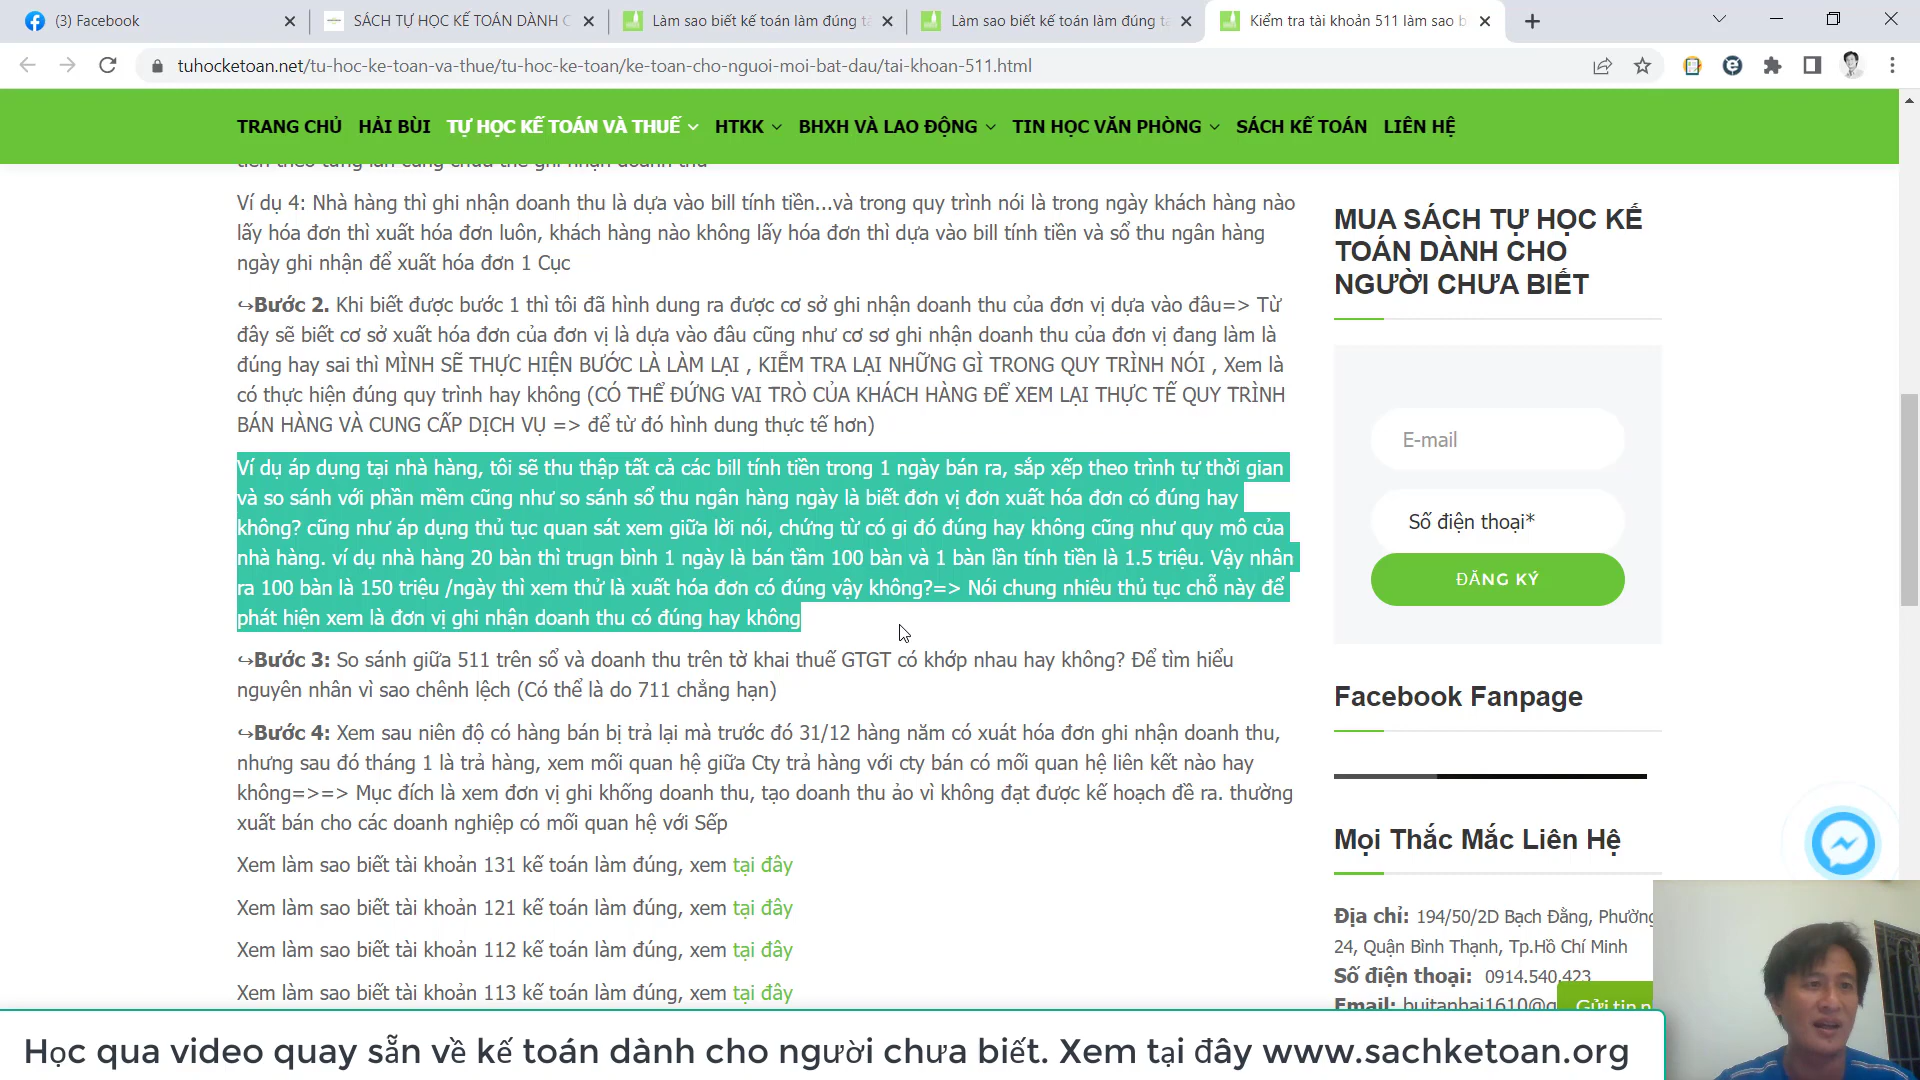 (3) Facebook
SÁCH TỰ HỌC KẾ TOÁN DÀNH C
Làm sao biết kế toán làm đúng tà
Làm sao biết kế toán làm đúng tà
Kiểm tra tài khoản 511 làm sao b
tuhocketoan.net/tu-hoc-ke-toan-va-thue/tu-hoc-ke-toan/ke-toan-cho-nguoi-moi-bat-dau/tai-khoan-511.html
TRANG CHỦ HẢI BÙI TỰ HỌC KẾ TOÁN VÀ THUẾ HTKK BHXH VÀ LAO ĐỘNG TIN HỌC VĂN PHÒNG SÁCH KẾ TOÁN LIÊN HỆ
Ví dụ 4: Nhà hàng thì ghi nhận doanh thu là dựa vào bill tính tiền...và trong quy trình nói là trong ngày khách hàng nào
lấy hóa đơn thì xuất hóa đơn luôn, khách hàng nào không lấy hóa đơn thì dựa vào bill tính tiền và sổ thu ngân hàng
ngày ghi nhận để xuất hóa đơn 1 Cục
↪Bước 2. Khi biết được bước 1 thì tôi đã hình dung ra được cơ sở ghi nhận doanh thu của đơn vị dựa vào đâu=> Từ
đây sẽ biết cơ sở xuất hóa đơn của đơn vị là dựa vào đâu cũng như cơ sơ ghi nhận doanh thu của đơn vị đang làm là
đúng hay sai thì MÌNH SẼ THỰC HIỆN BƯỚC LÀ LÀM LẠI , KIỄM TRA LẠI NHỮNG GÌ TRONG QUY TRÌNH NÓI , Xem là
có thực hiện đúng quy trình hay không (CÓ THỂ ĐỨNG VAI TRÒ CỦA KHÁCH HÀNG ĐỂ XEM LẠI THỰC TẾ QUY TRÌNH
BÁN HÀNG VÀ CUNG CẤP DỊCH VỤ => để từ đó hình dung thực tế hơn)
Ví dụ áp dụng tại nhà hàng, tôi sẽ thu thập tất cả các bill tính tiền trong 1 ngày bán ra, sắp xếp theo trình tự thời gian
và so sánh với phần mềm cũng như so sánh sổ thu ngân hàng ngày là biết đơn vị đơn xuất hóa đơn có đúng hay
không? cũng như áp dụng thủ tục quan sát xem giữa lời nói, chứng từ có gi đó đúng hay không cũng như quy mô của
nhà hàng. ví dụ nhà hàng 20 bàn thì trugn bình 1 ngày là bán tầm 100 bàn và 1 bàn lần tính tiền là 1.5 triệu. Vậy nhân
ra 100 bàn là 150 triệu /ngày thì xem thử là xuất hóa đơn có đúng vậy không?=> Nói chung nhiêu thủ tục chỗ này để
phát hiện xem là đơn vị ghi nhận doanh thu có đúng hay không
↪Bước 3: So sánh giữa 511 trên sổ và doanh thu trên tờ khai thuế GTGT có khớp nhau hay không? Để tìm hiểu
nguyên nhân vì sao chênh lệch (Có thể là do 711 chẳng hạn)
↪Bước 4: Xem sau niên độ có hàng bán bị trả lại mà trước đó 31/12 hàng năm có xuát hóa đơn ghi nhận doanh thu,
nhưng sau đó tháng 1 là trả hàng, xem mối quan hệ giữa Cty trả hàng với cty bán có mối quan hệ liên kết nào hay
không=>=> Mục đích là xem đơn vị ghi khống doanh thu, tạo doanh thu ảo vì không đạt được kế hoạch đề ra. thường
xuất bán cho các doanh nghiệp có mối quan hệ với Sếp
Xem làm sao biết tài khoản 131 kế toán làm đúng, xem tại đây
Xem làm sao biết tài khoản 121 kế toán làm đúng, xem tại đây
Xem làm sao biết tài khoản 112 kế toán làm đúng, xem tại đây
Xem làm sao biết tài khoản 113 kế toán làm đúng, xem tại đây
MUA SÁCH TỰ HỌC KẾ
TOÁN DÀNH CHO
NGƯỜI CHƯA BIẾT
E-mail
Số điện thoại*
ĐĂNG KÝ
Facebook Fanpage
Mọi Thắc Mắc Liên Hệ
Địa chỉ: 194/50/2D Bạch Đằng, Phường
24, Quận Bình Thạnh, Tp.Hồ Chí Minh
Số điện thoại: 0914.540.423
Email: buitanhai1610@g
Gửi tin n
Học qua video quay sẵn về kế toán dành cho người chưa biết. Xem tại đây www.sachketoan.org